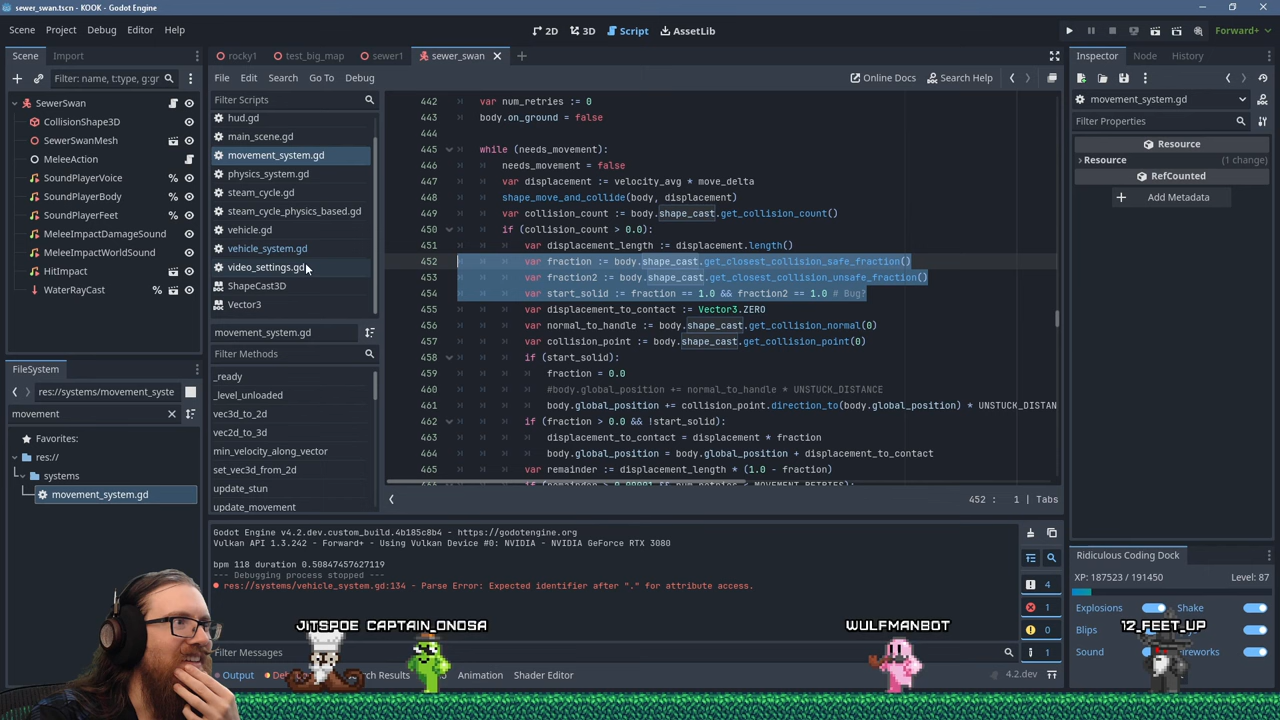 sewer_swan.tscn - KOOK - Godot Engine
Scene Project Debug Editor Help
2D 3D Script AssetLib
Forward+
Scene Import
rocky1 test_big_map sewer1 sewer_swan
Inspector Node History
Filter: name, t:type, g:gr
File Edit Search Go To Debug
Online Docs Search Help
movement_system.gd
Filter Properties
Resource
Resource (1 change)
RefCounted
Add Metadata
SewerSwan
CollisionShape3D
SewerSwanMesh
MeleeAction
SoundPlayerVoice
SoundPlayerBody
SoundPlayerFeet
MeleeImpactDamageSound
MeleeImpactWorldSound
HitImpact
WaterRayCast
Filter Scripts
hud.gd
main_scene.gd
movement_system.gd
physics_system.gd
steam_cycle.gd
steam_cycle_physics_based.gd
vehicle.gd
vehicle_system.gd
video_settings.gd
ShapeCast3D
Vector3
movement_system.gd
Filter Methods
_ready
_level_unloaded
vec3d_to_2d
vec2d_to_3d
min_velocity_along_vector
set_vec3d_from_2d
update_stun
update_movement
442 var num_retries := 0
443 body.on_ground = false
444
445 while (needs_movement):
446 needs_movement = false
447 var displacement := velocity_avg * move_delta
448 shape_move_and_collide(body, displacement)
449 var collision_count := body.shape_cast.get_collision_count()
450 if (collision_count > 0.0):
451 var displacement_length := displacement.length()
452 var fraction := body.shape_cast.get_closest_collision_safe_fraction()
453 var fraction2 := body.shape_cast.get_closest_collision_unsafe_fraction()
454 var start_solid := fraction == 1.0 && fraction2 == 1.0 # Bug?
455 var displacement_to_contact := Vector3.ZERO
456 var normal_to_handle := body.shape_cast.get_collision_normal(0)
457 var collision_point := body.shape_cast.get_collision_point(0)
458 if (start_solid):
459 fraction = 0.0
460 #body.global_position += normal_to_handle * UNSTUCK_DISTANCE
461 body.global_position += collision_point.direction_to(body.global_position) * UNSTUCK_DISTAN
462 if (fraction > 0.0 && !start_solid):
463 displacement_to_contact = displacement * fraction
464 body.global_position = body.global_position + displacement_to_contact
465 var remainder := displacement_length * (1.0 - fraction)
452 : 1 | Tabs
FileSystem
res://systems/movement_syste
movement
Favorites:
res://
systems
movement_system.gd
Godot Engine v4.2.dev.custom_build.4b185c8b4 - https://godotengine.org
Vulkan API 1.3.242 - Forward+ - Using Vulkan Device #0: NVIDIA - NVIDIA GeForce RTX 3080
bpm 118 duration 0.50847457627119
--- Debugging process stopped ---
res://systems/vehicle_system.gd:134 - Parse Error: Expected identifier after "." for attribute access.
4
1
0
1
Filter Messages
Output
Animation Shader Editor
4.2.dev
Ridiculous Coding Dock
XP: 187523 / 191450 Level: 87
Explosions Shake
Blips
Sound
JITSPOE CAPTAIN_ONOSA WULFMANBOT 12_FEET_UP